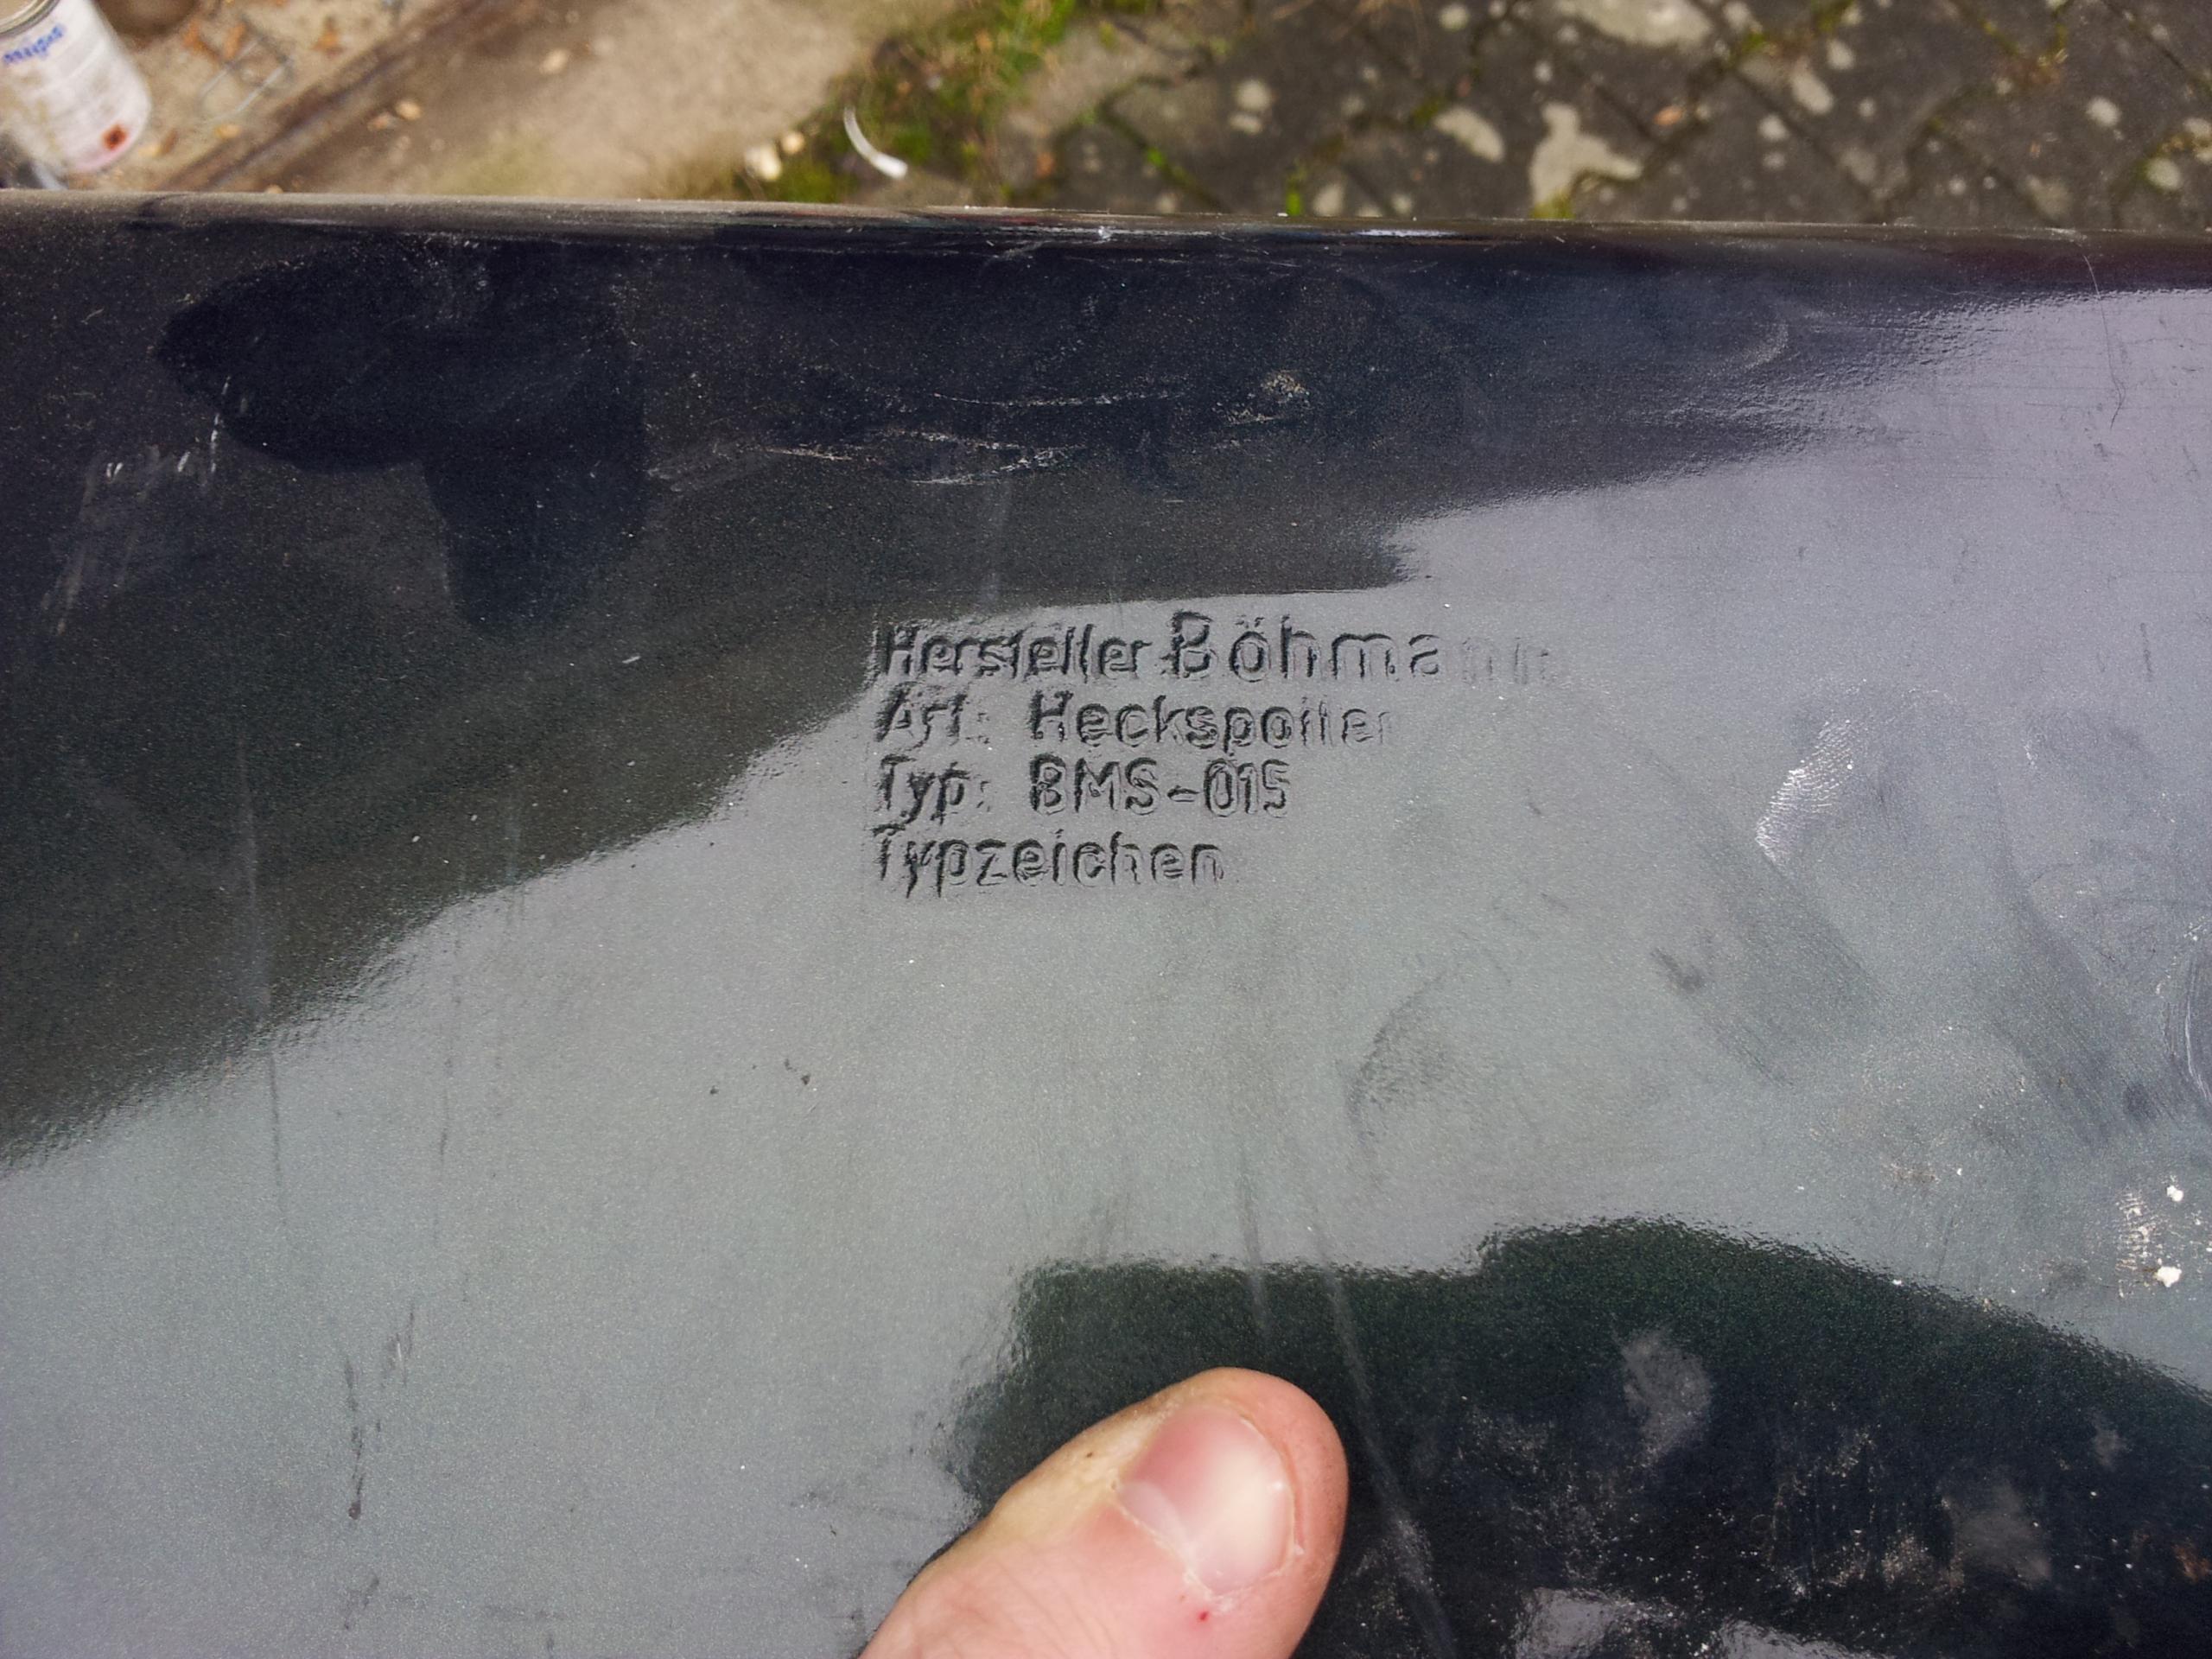 Hersteller Böhmann
Art: Heckspoiler
Typ: BMS-015
Typzeichen